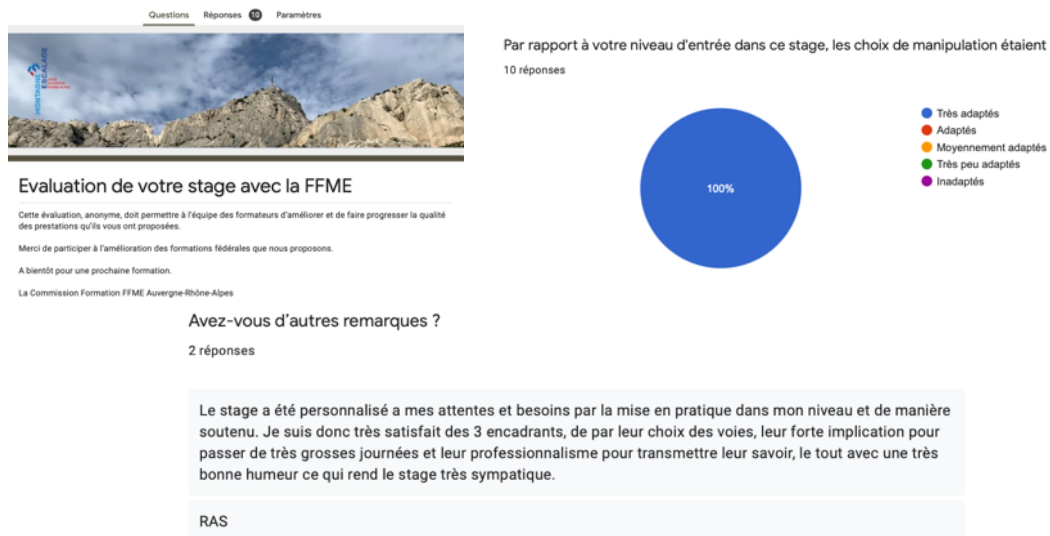 Questions Réponses 10 Paramètres
MONTAGNE
ESCALADE
Evaluation de votre stage avec la FFME
Cette évaluation, anonyme, doit permettre à l'équipe des formateurs d'améliorer et de faire progresser la qualité
des prestations qu'ils vous ont proposées.
Merci de participer à l'amélioration des formations fédérales que nous proposons.
A bientôt pour une prochaine formation.
La Commission Formation FFME Auvergne-Rhône-Alpes
Par rapport à votre niveau d'entrée dans ce stage, les choix de manipulation étaient
10 réponses
100%
Très adaptés
Adaptés
Moyennement adaptés
Très peu adaptés
Inadaptés
Avez-vous d'autres remarques ?
2 réponses
Le stage a été personnalisé a mes attentes et besoins par la mise en pratique dans mon niveau et de manière
soutenu. Je suis donc très satisfait des 3 encadrants, de par leur choix des voies, leur forte implication pour
passer de très grosses journées et leur professionnalisme pour transmettre leur savoir, le tout avec une très
bonne humeur ce qui rend le stage très sympatique.
RAS